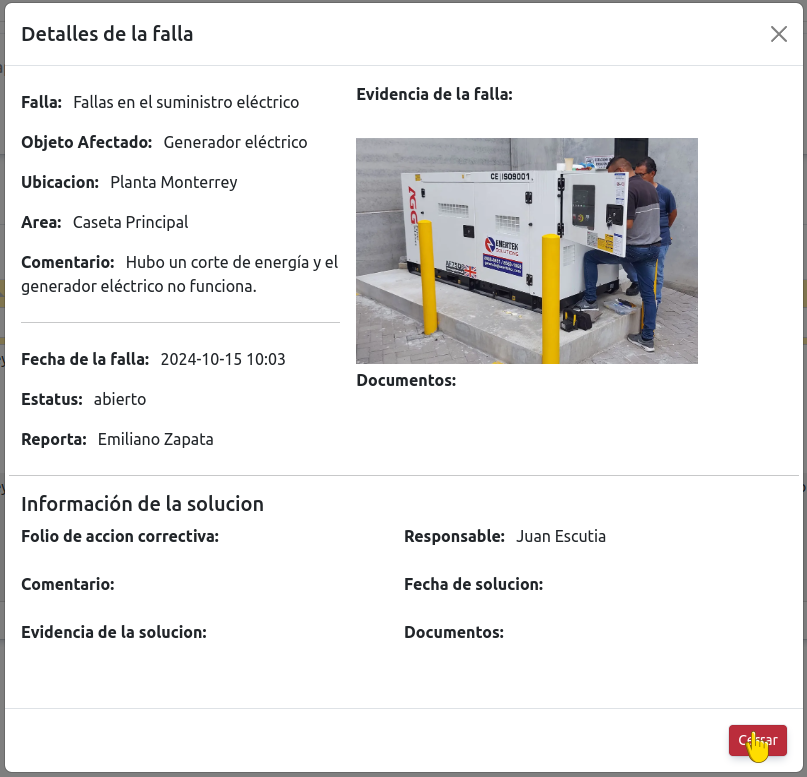 Detalles de la falla
Falla: Fallas en el suministro eléctrico
Objeto Afectado: Generador eléctrico
Ubicacion: Planta Monterrey
Area: Caseta Principal
Comentario: Hubo un corte de energía y el
generador eléctrico no funciona.
Fecha de la falla: 2024-10-15 10:03
Estatus: abierto
Reporta: Emiliano Zapata
Evidencia de la falla:
CE | ISO9001
AGG
ENERTEK
SOLUTIONS
Documentos:
Información de la solucion
Folio de accion correctiva:
Responsable: Juan Escutia
Comentario:
Fecha de solucion:
Evidencia de la solucion:
Documentos:
Cerrar